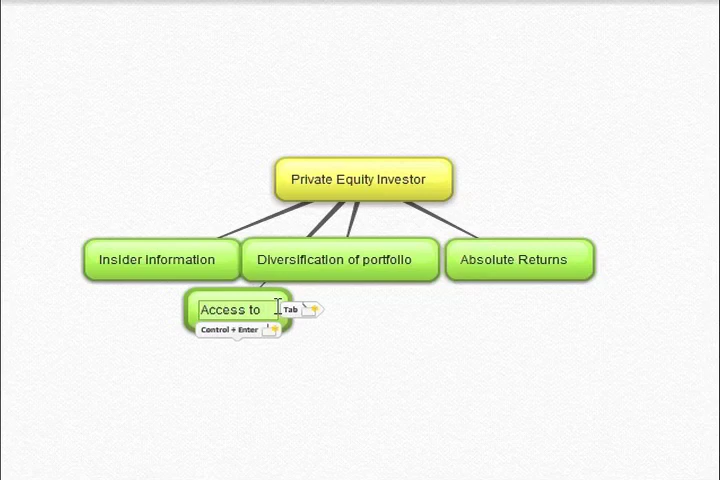 Private Equity Investor
Insider Information
Diversification of portfolio
Absolute Returns
Access to
Tab
Control + Enter